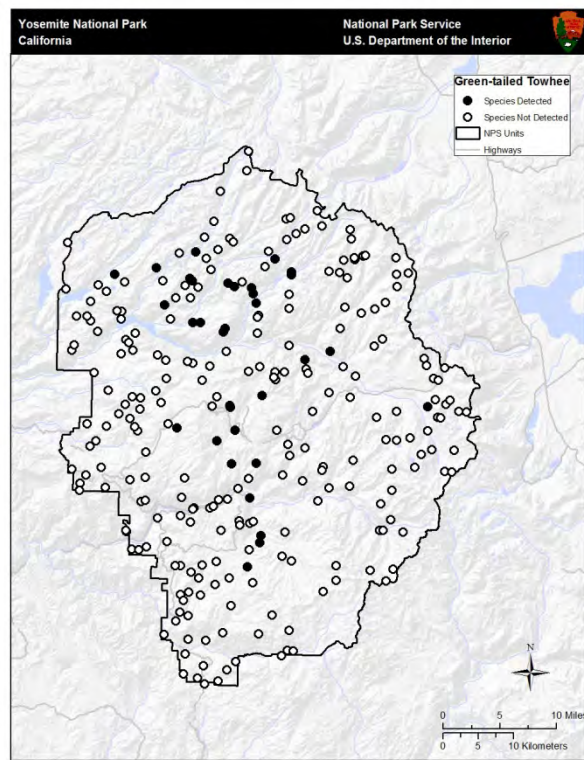 Yosemite National Park
California
National Park Service
U.S. Department of the Interior
Green-tailed Towhee
Species Detected
Species Not Detected
NPS Units
Highways
N
0 5 10 Miles
0 5 10 Kilometers